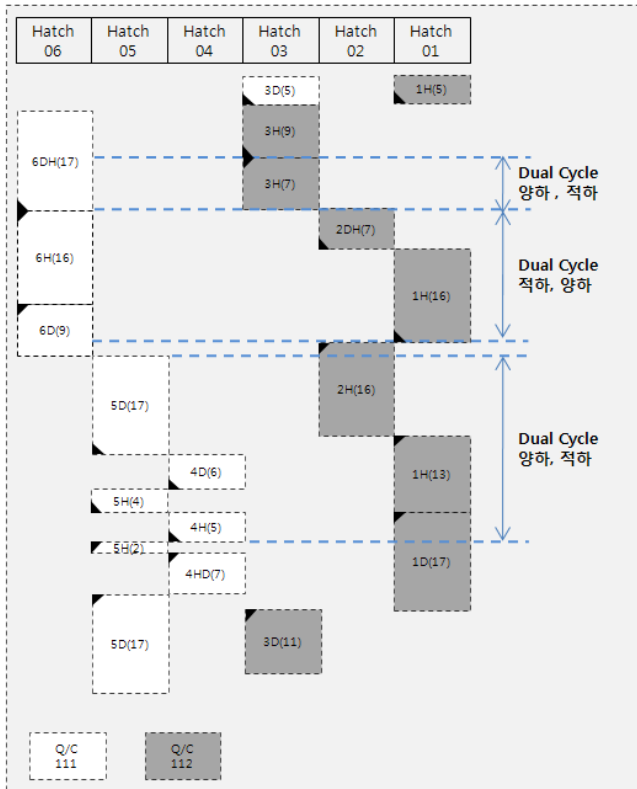 Hatch 06
Hatch 05
Hatch 04
Hatch 03
Hatch 02
Hatch 01
3D(5)
1H(5)
3H(9)
6DH(17)
3H(7)
Dual Cycle
양하 , 적하
2DH(7)
6H(16)
1H(16)
Dual Cycle
적하, 양하
6D(9)
2H(16)
5D(17)
Dual Cycle
양하, 적하
4D(6)
1H(13)
5H(4)
4H(5)
5H(2)
1D(17)
4HD(7)
5D(17)
3D(11)
Q/C
111
Q/C
112